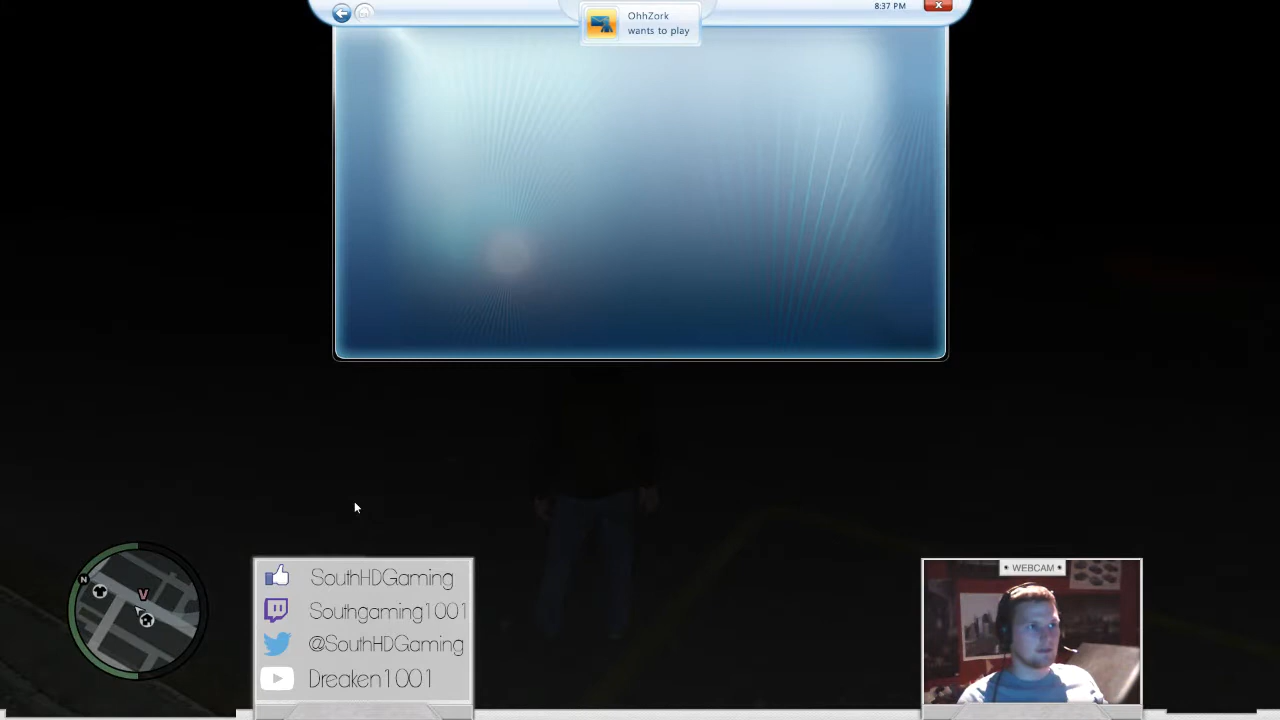 OhhZork
wants to play
8:37 PM
N
V
SouthHDGaming
Southgaming1001
@SouthHDGaming
Dreaken1001
• WEBCAM •